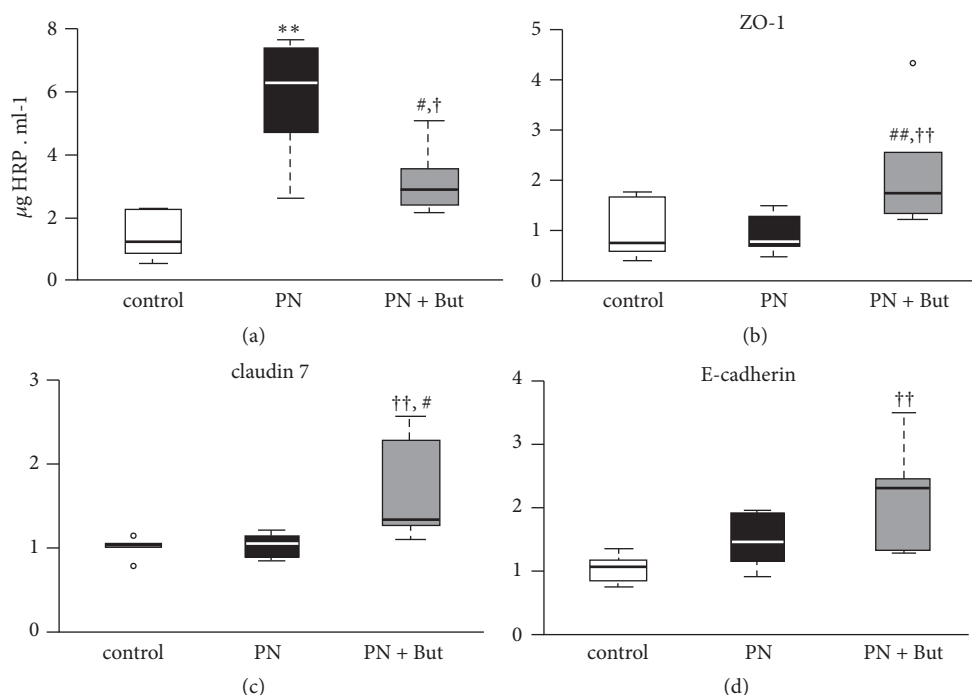 8
6
4
2
0
µg HRP . ml-1
**
#,†
control
PN
PN + But
(a)
ZO-1
5
4
3
2
1
0
##,††
control
PN
PN + But
(b)
claudin 7
3
2
1
0
††, #
control
PN
PN + But
(c)
E-cadherin
4
3
2
1
0
††
control
PN
PN + But
(d)